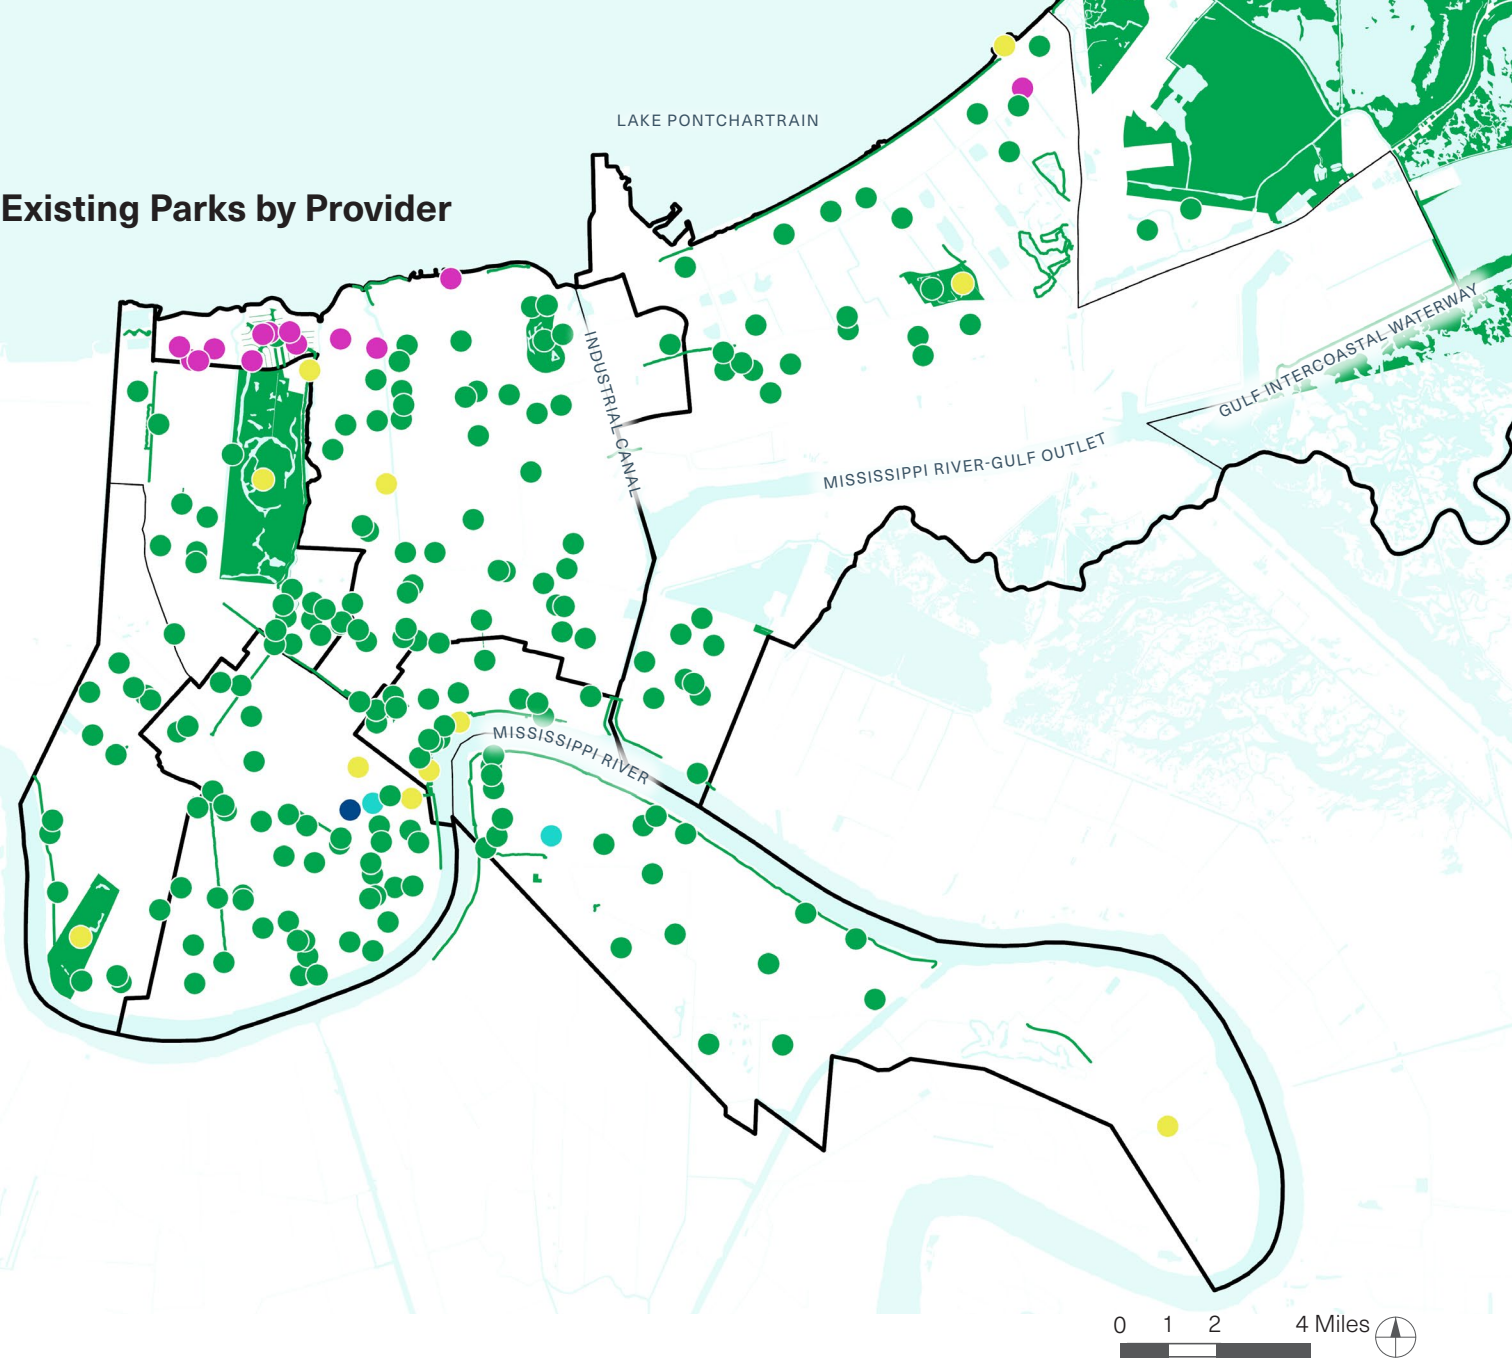 LAKE PONTCHARTRAIN
Existing Parks by Provider
INDUSTRIAL CANAL
GULF INTERCOASTAL WATERWAY
MISSISSIPPI RIVER-GULF OUTLET
MISSISSIPPI RIVER
0 1 2 4 Miles